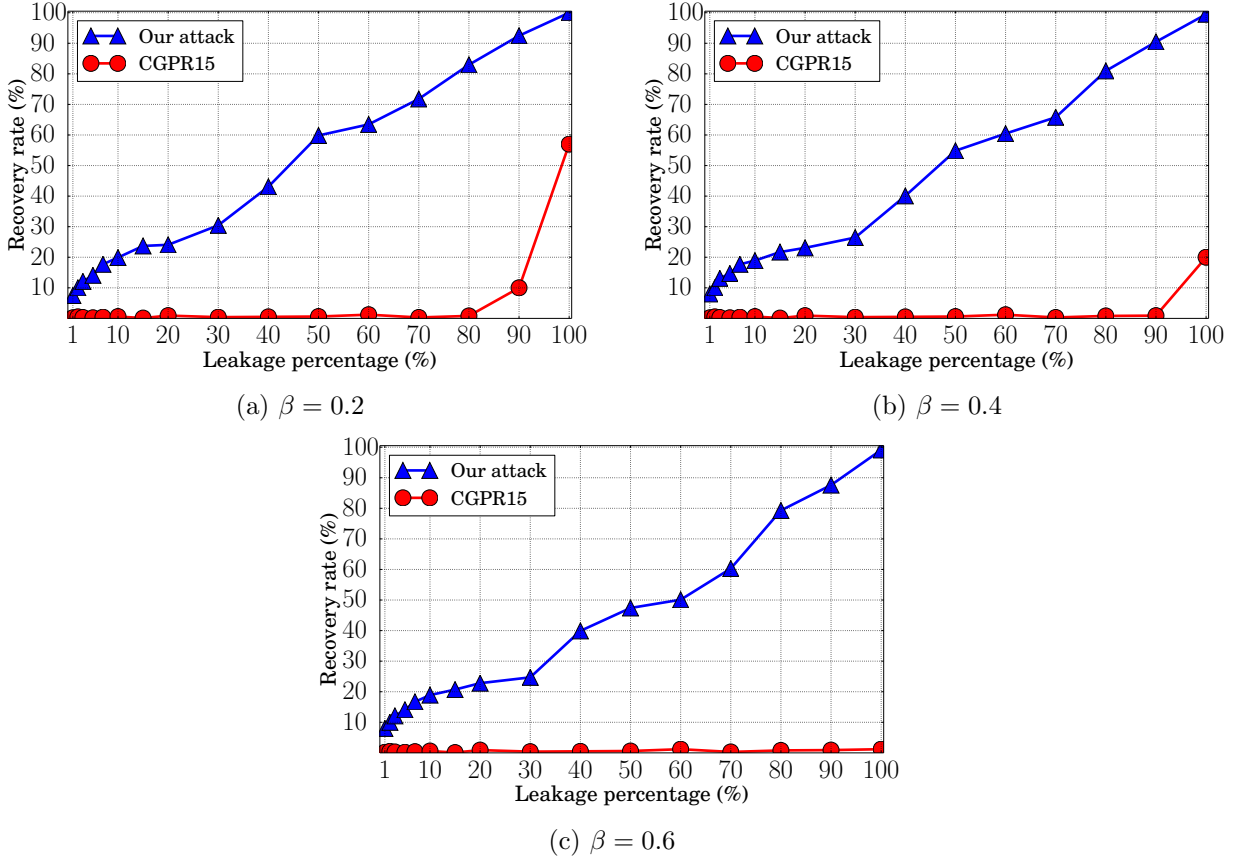 100
90
80
70
60
50
40
30
20
10
Recovery rate (%)
Our attack
CGPR15
1 10 20 30 40 50 60 70 80 90 100
Leakage percentage (%)
(a) β = 0.2
100
90
80
70
60
50
40
30
20
10
Recovery rate (%)
Our attack
CGPR15
1 10 20 30 40 50 60 70 80 90 100
Leakage percentage (%)
(b) β = 0.4
100
90
80
70
60
50
40
30
20
10
Recovery rate (%)
Our attack
CGPR15
1 10 20 30 40 50 60 70 80 90 100
Leakage percentage (%)
(c) β = 0.6